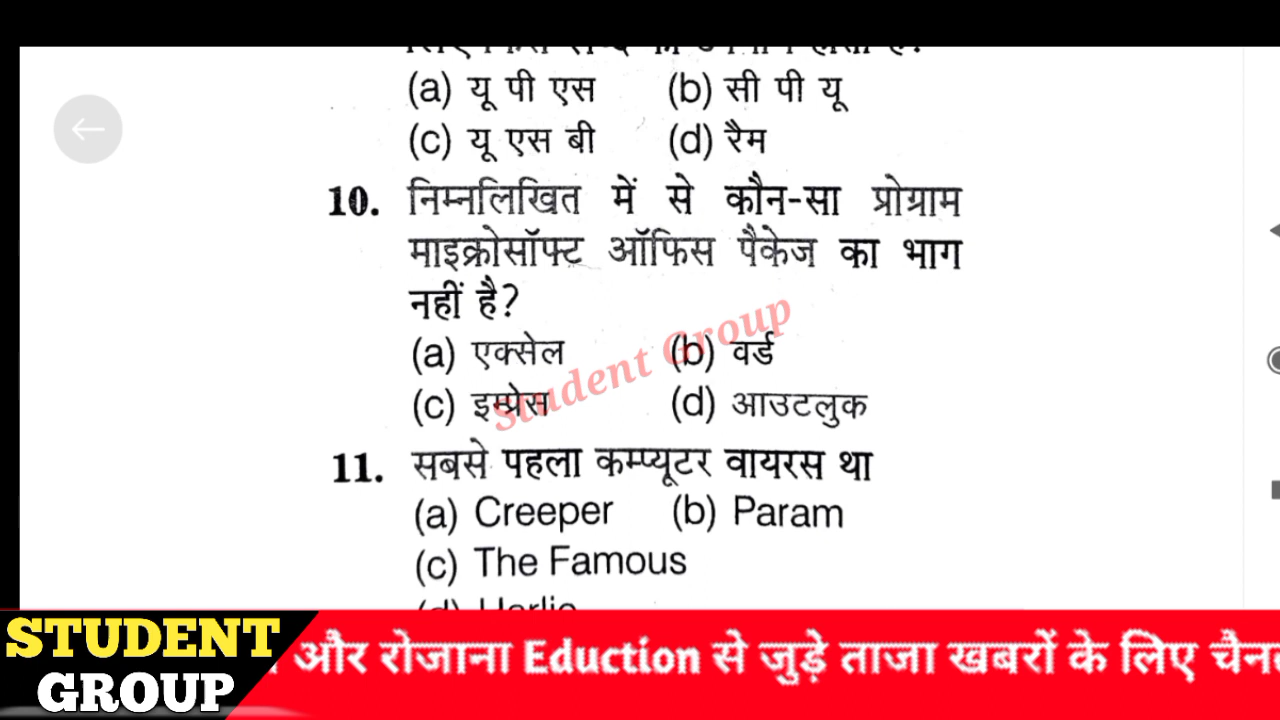 (a) यू पी एस (b) सी पी यू
(c) यू एस बी (d) रैम
10. निम्नलिखित में से कौन-सा प्रोग्राम
माइक्रोसॉफ्ट ऑफिस पैकेज का भाग
नहीं है?
(a) एक्सेल (b) वर्ड
(c) इम्प्रेस (d) आउटलुक
Student Group
11. सबसे पहला कम्प्यूटर वायरस था
(a) Creeper (b) Param
(c) The Famous
STUDENT
GROUP
और रोजाना Eduction से जुड़े ताजा खबरों के लिए